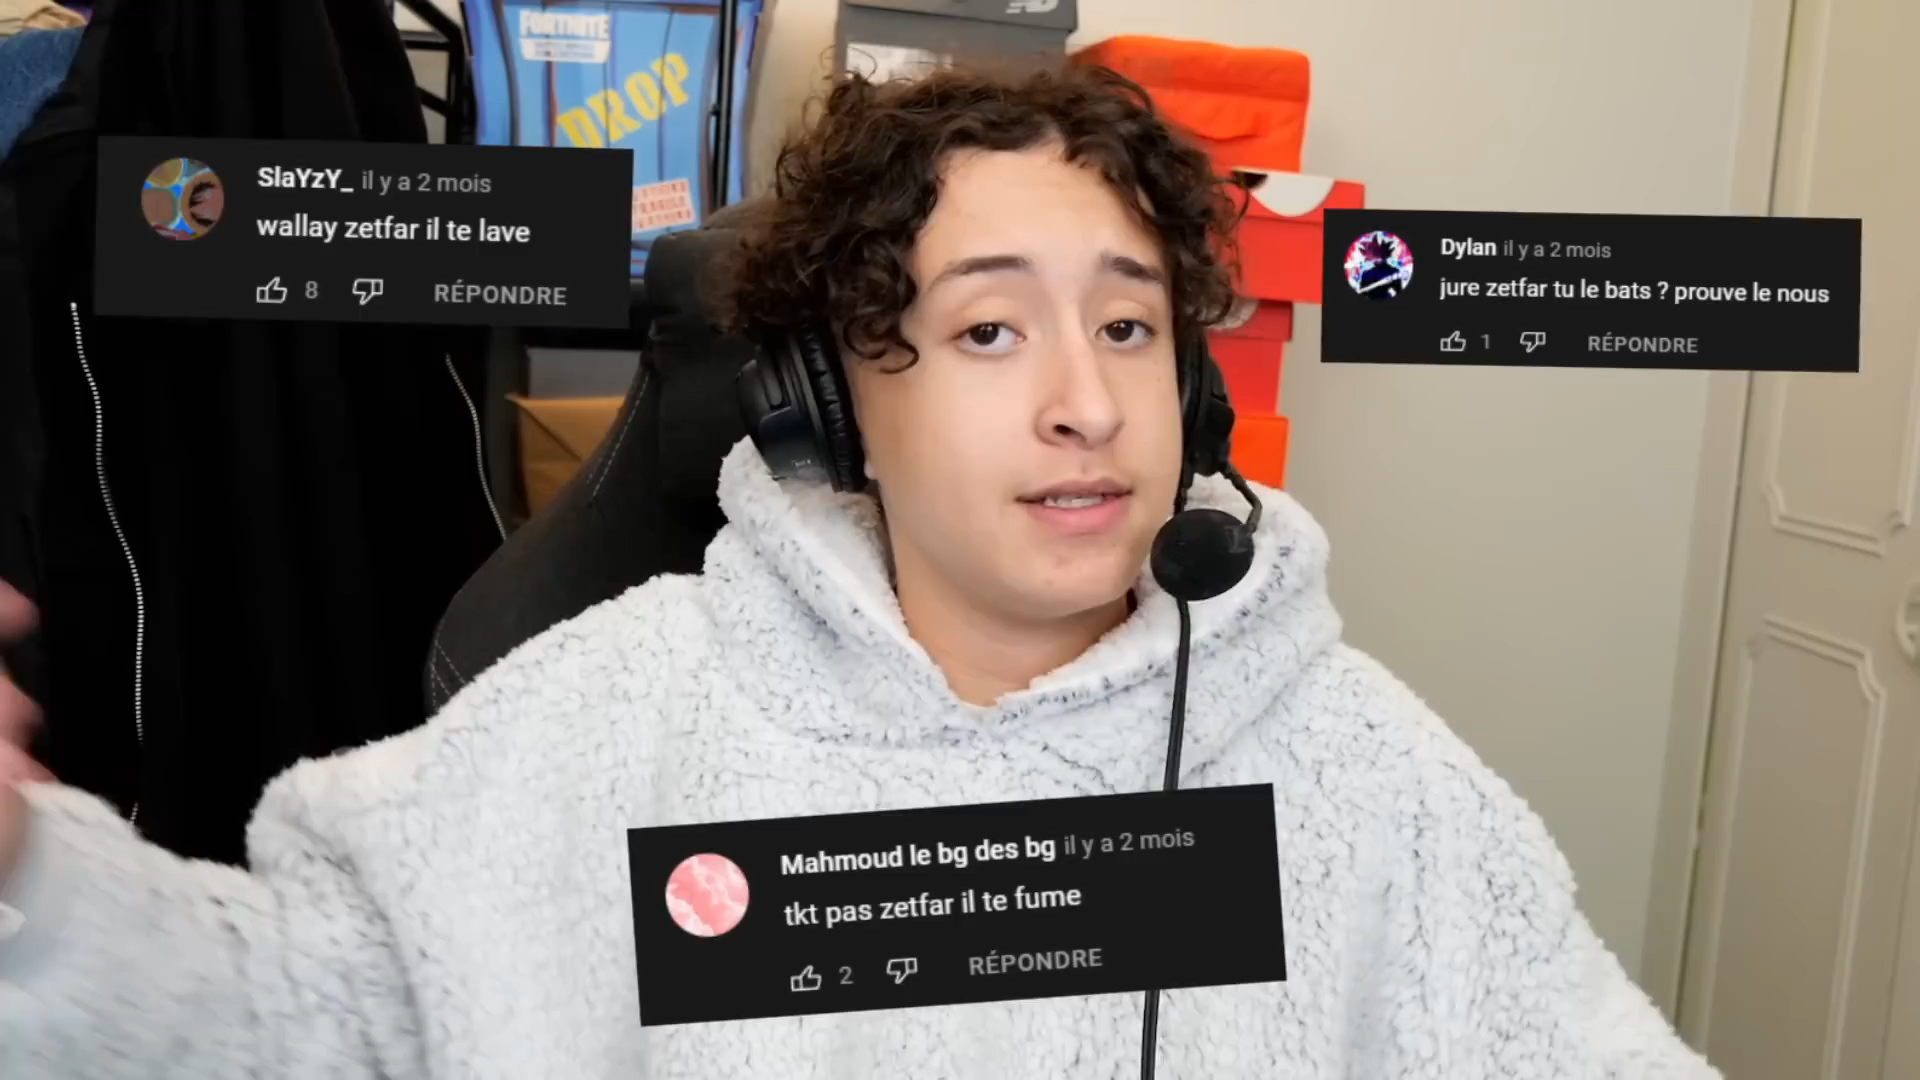 FORTNITE
DROP
FRAGILE
SlaYzY_ il y a 2 mois
wallay zetfar il te lave
8 RÉPONDRE
Dylan il y a 2 mois
jure zetfar tu le bats ? prouve le nous
1 RÉPONDRE
Mahmoud le bg des bg il y a 2 mois
tkt pas zetfar il te fume
2 RÉPONDRE